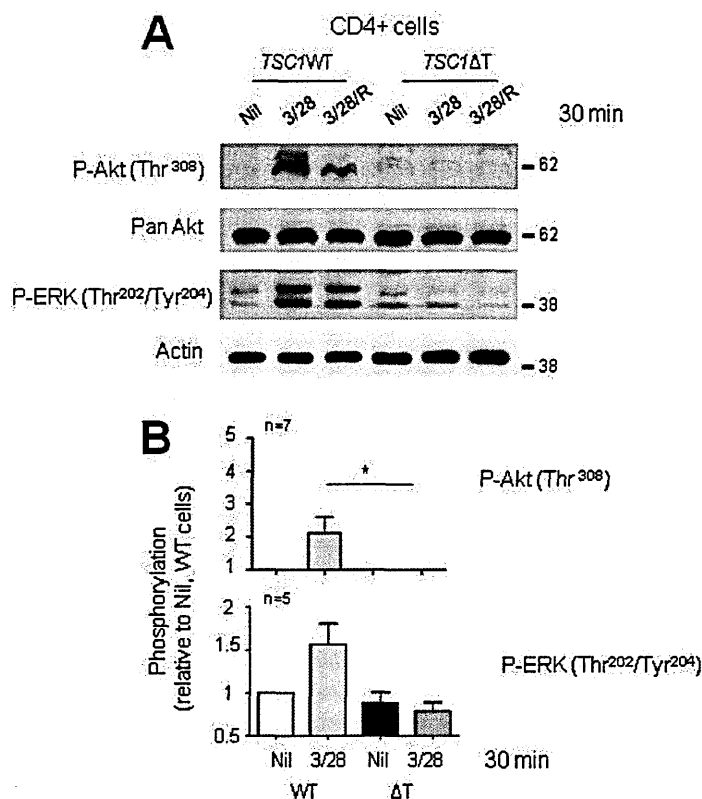 A
CD4+ cells
TSC1WT TSC1ΔT
Nil 3/28 3/28/R Nil 3/28 3/28/R 30 min
P-Akt (Thr308) 62
Pan Akt 62
P-ERK (Thr202/Tyr204) 38
Actin 38
B
n=7
5
4
3
2
1
*
P-Akt (Thr308)
Phosphorylation
(relative to Nil, WT cells)
n=5
2
1.5
1
0.5
P-ERK (Thr202/Tyr204)
Nil 3/28 Nil 3/28 30 min
WT ΔT